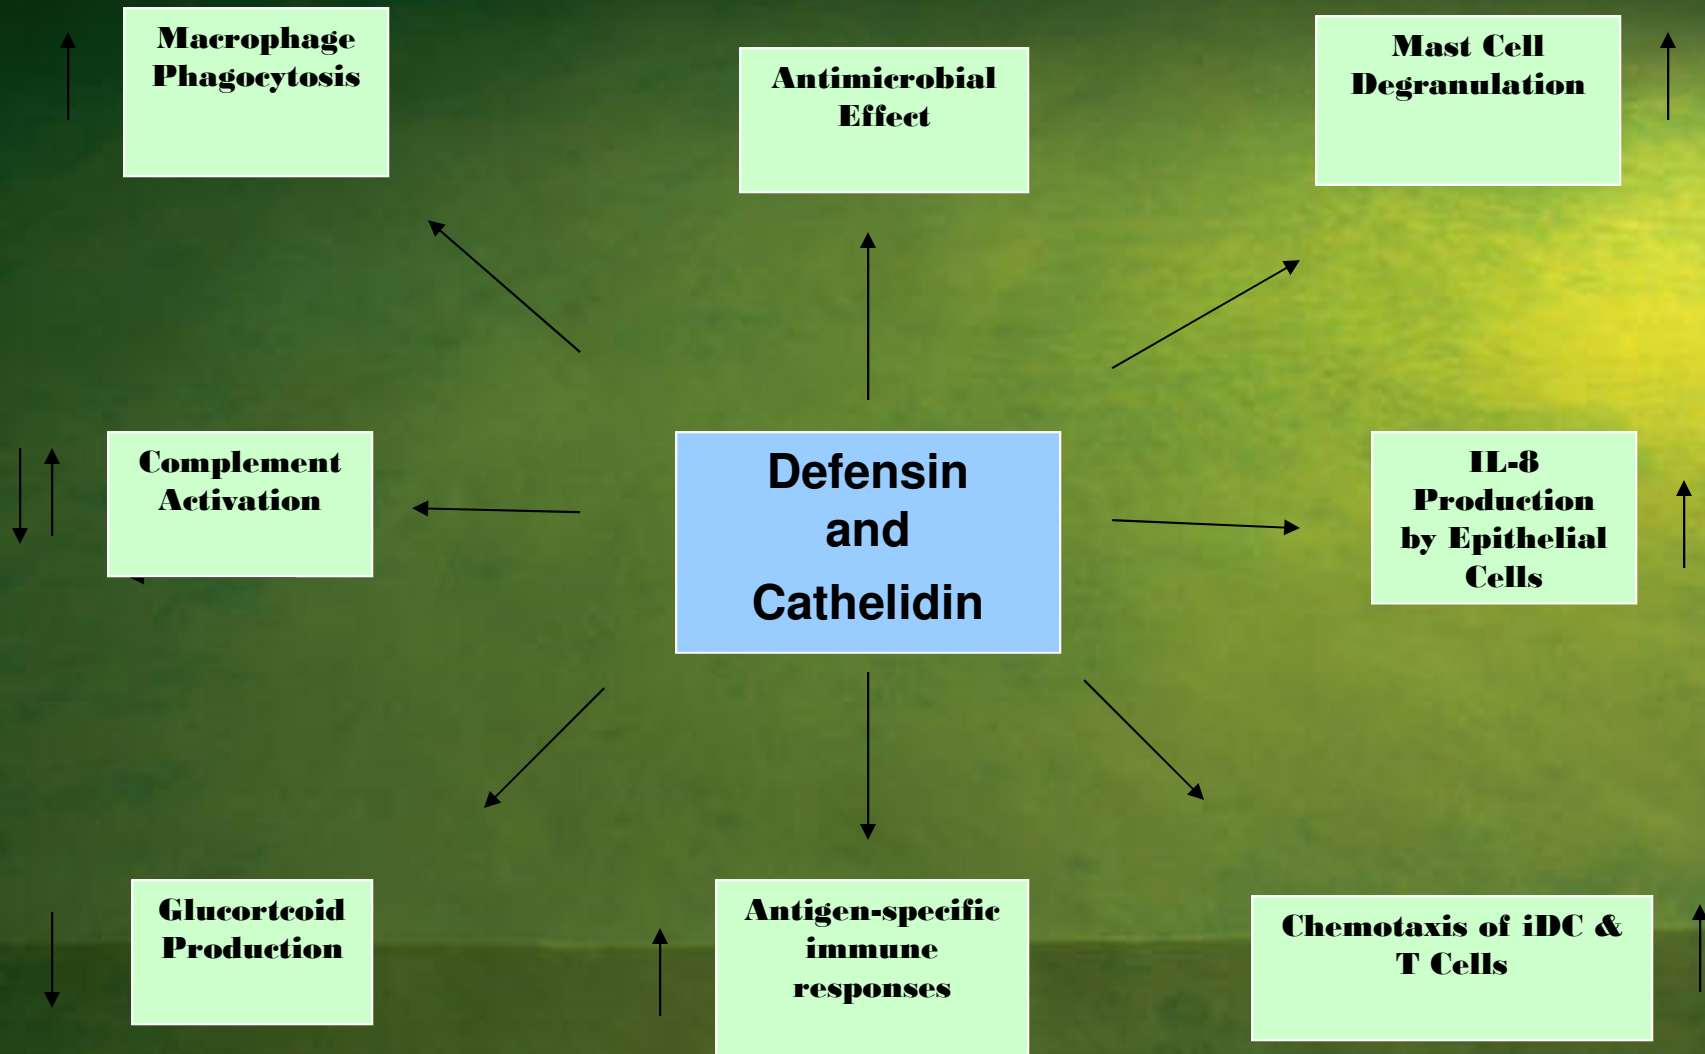 Macrophage
Phagocytosis
Antimicrobial
Effect
Mast Cell
Degranulation
Complement
Activation
Defensin
and
Cathelidin
IL-8
Production
by Epithelial
Cells
Glucortcoid
Production
Antigen-specific
immune
responses
Chemotaxis of iDC &
T Cells